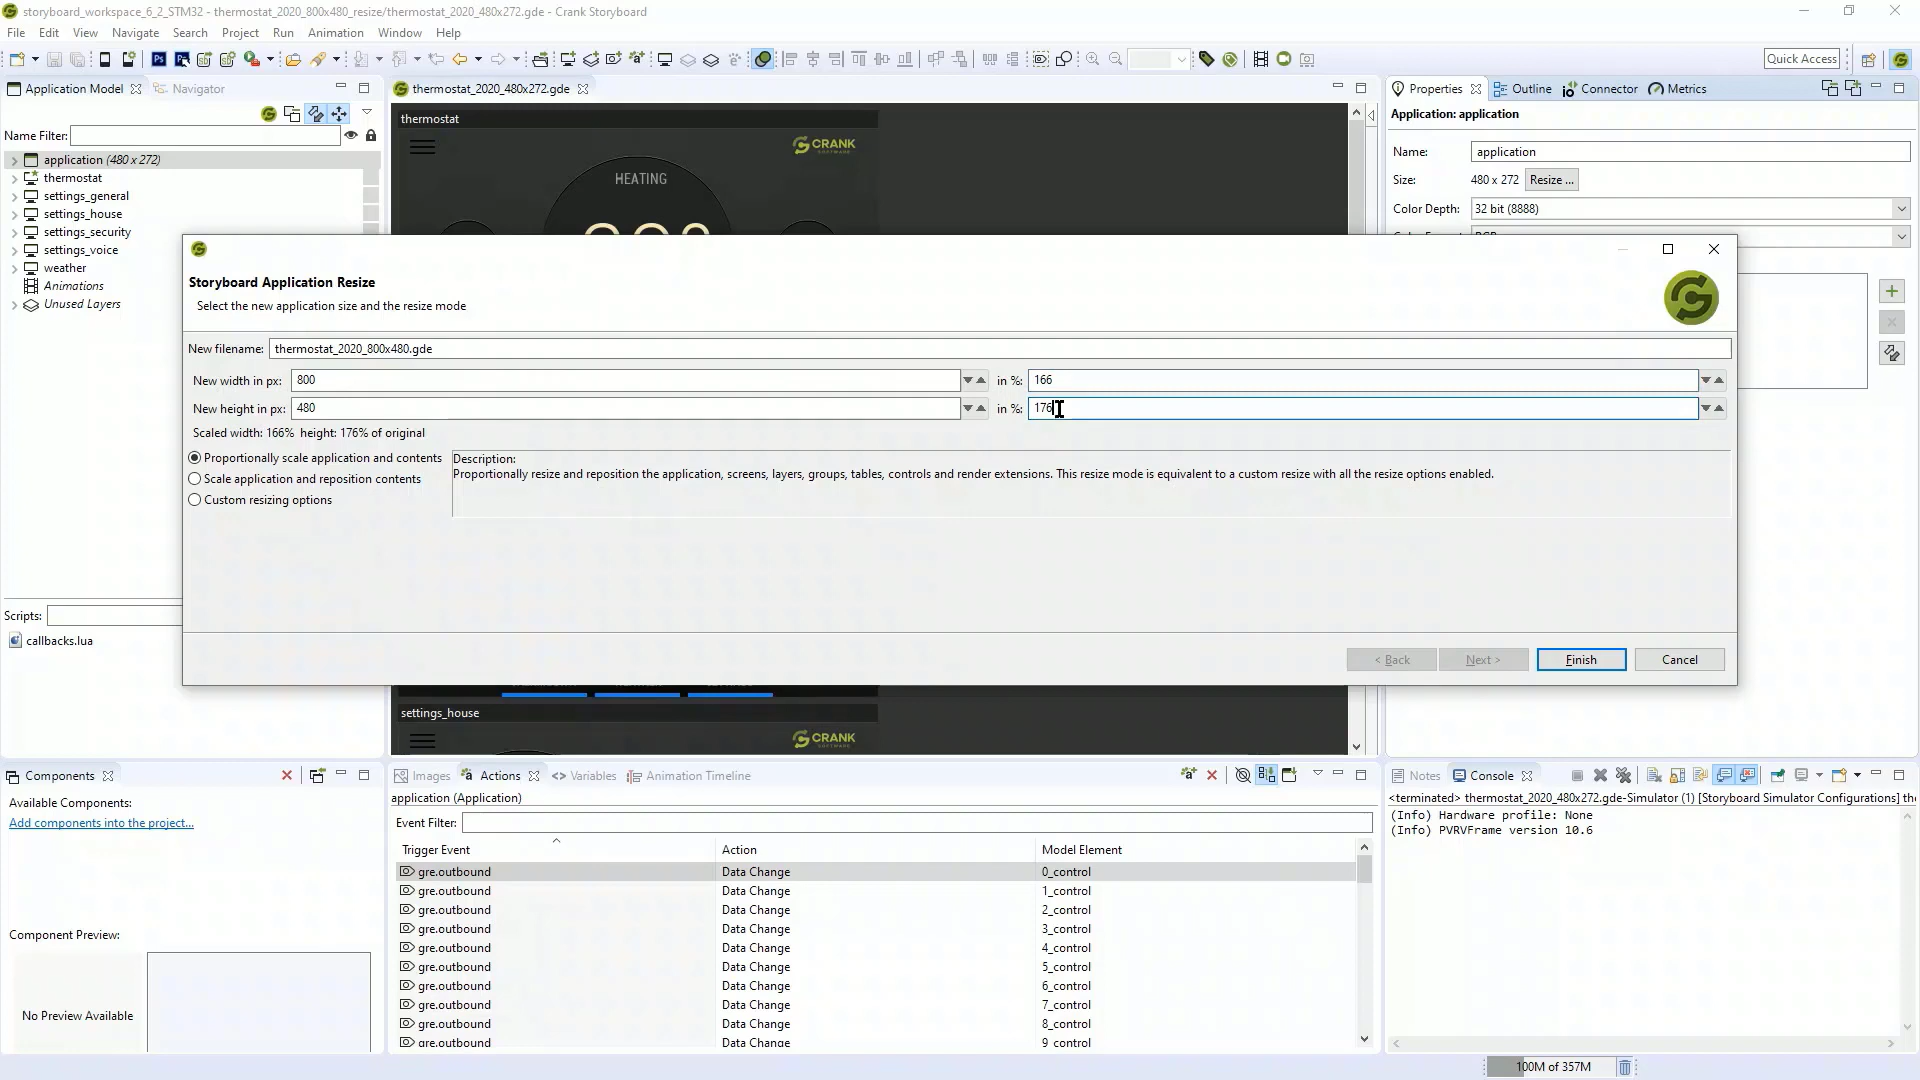 storyboard_workspace_6_2_STM32 - thermostat_2020_800x480_resize/thermostat_2020_480x272.gde - Crank Storyboard
File Edit View Navigate Search Project Run Animation Window Help
Quick Access
Application Model Navigator
Name Filter:
application (480 x 272)
thermostat
settings_general
settings_house
settings_security
settings_voice
weather
Animations
Unused Layers
Scripts:
callbacks.lua
thermostat_2020_480x272.gde
thermostat
CRANK
HEATING
Properties Outline Connector Metrics
Application: application
Name: application
Size: 480 x 272 Resize ...
Color Depth: 32 bit (8888)
Storyboard Application Resize
Select the new application size and the resize mode
New filename: thermostat_2020_800x480.gde
New width in px: 800 in %: 166
New height in px: 480 in %: 176
Scaled width: 166% height: 176% of original
Proportionally scale application and contents
Scale application and reposition contents
Custom resizing options
Description:
Proportionally resize and reposition the application, screens, layers, groups, tables, controls and render extensions. This resize mode is equivalent to a custom resize with all the resize options enabled.
< Back Next > Finish Cancel
settings_house
CRANK
Components
Available Components:
Add components into the project...
Component Preview:
No Preview Available
Images Actions Variables Animation Timeline
application (Application)
Event Filter:
Trigger Event Action Model Element
gre.outbound Data Change 0_control
gre.outbound Data Change 1_control
gre.outbound Data Change 2_control
gre.outbound Data Change 3_control
gre.outbound Data Change 4_control
gre.outbound Data Change 5_control
gre.outbound Data Change 6_control
gre.outbound Data Change 7_control
gre.outbound Data Change 8_control
gre.outbound Data Change 9_control
Notes Console
<terminated> thermostat_2020_480x272.gde-Simulator (1) [Storyboard Simulator Configurations] the
(Info) Hardware profile: None
(Info) PVRVFrame version 10.6
100M of 357M